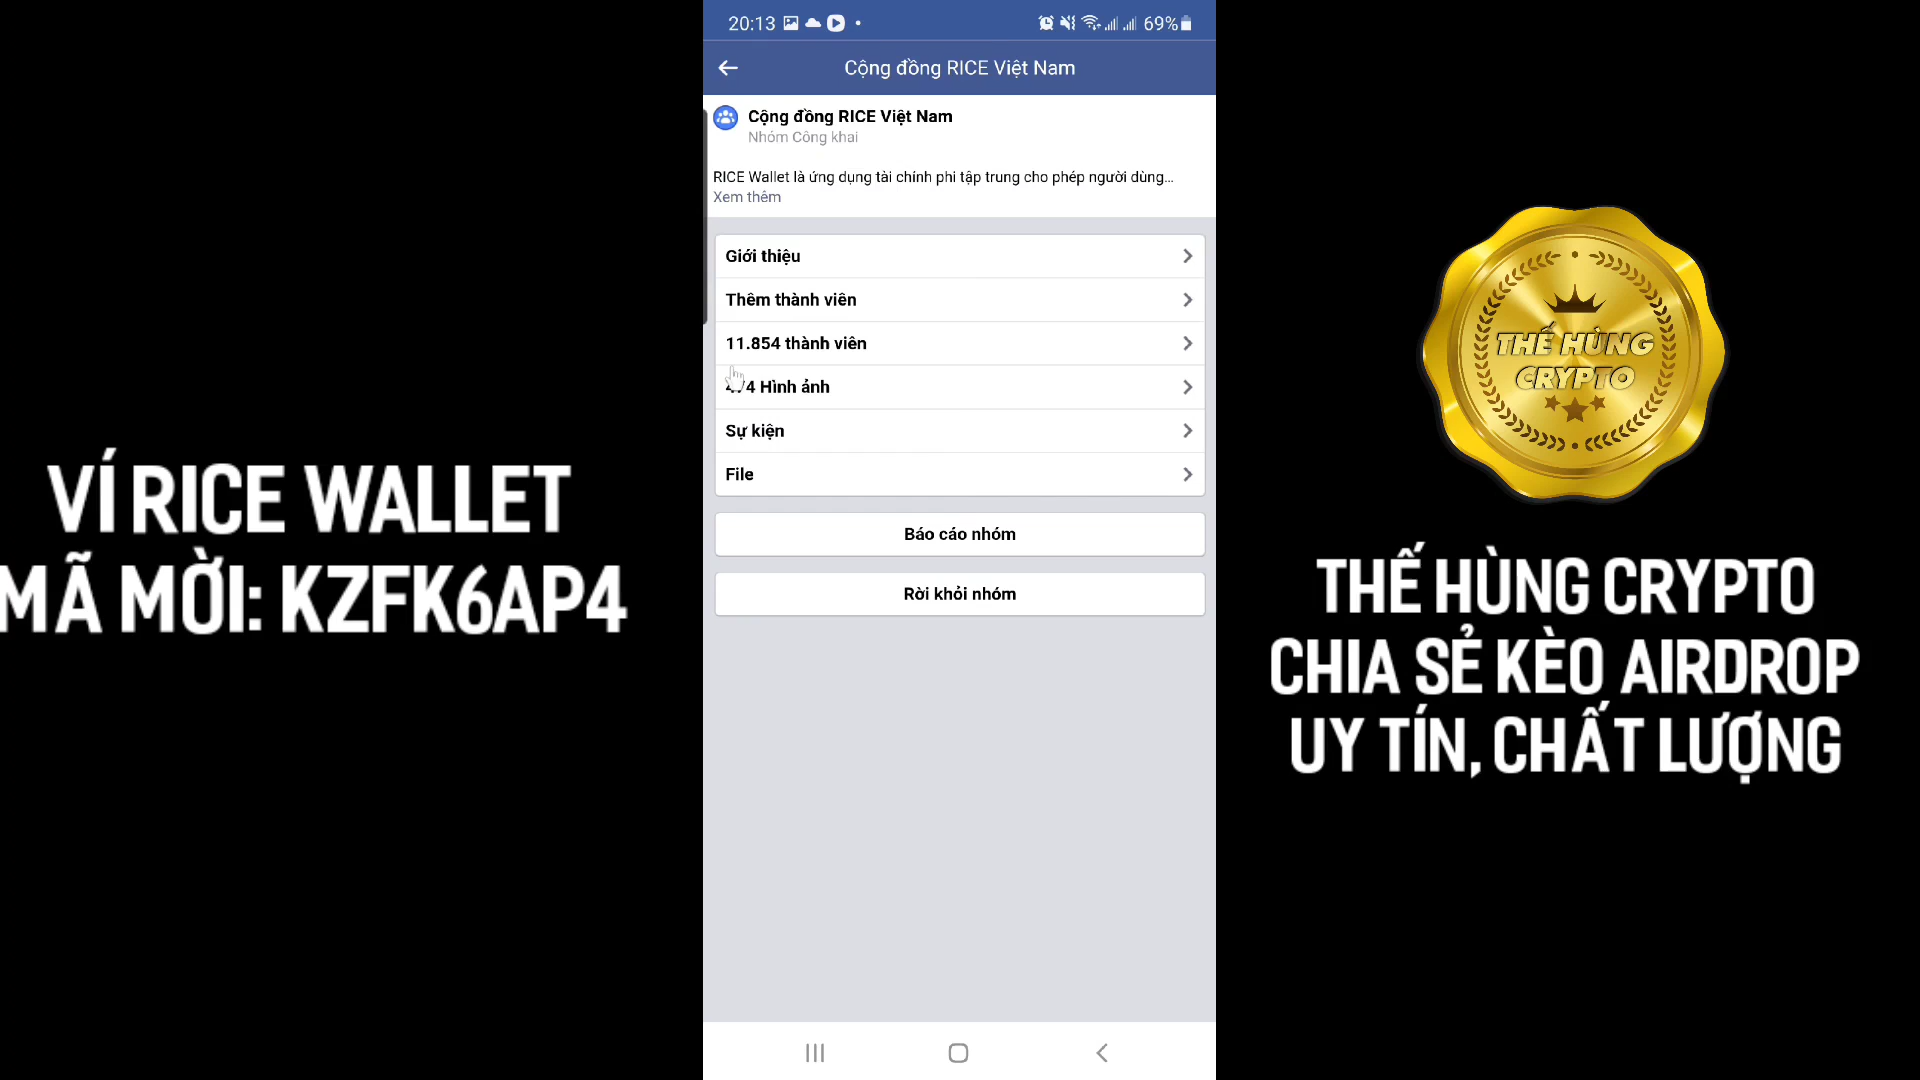 20:13
69%
Cộng đồng RICE Việt Nam
Cộng đồng RICE Việt Nam
Nhóm Công khai
RICE Wallet là ứng dụng tài chính phi tập trung cho phép người dùng...
Xem thêm
Giới thiệu
Thêm thành viên
11.854 thành viên
Hình ảnh
Sự kiện
File
Báo cáo nhóm
Rời khỏi nhóm
VÍ RICE WALLET
MÃ MỜI: KZFK6AP4
THẾ HÙNG
CRYPTO
THẾ HÙNG CRYPTO
CHIA SẺ KÈO AIRDROP
UY TÍN, CHẤT LƯỢNG